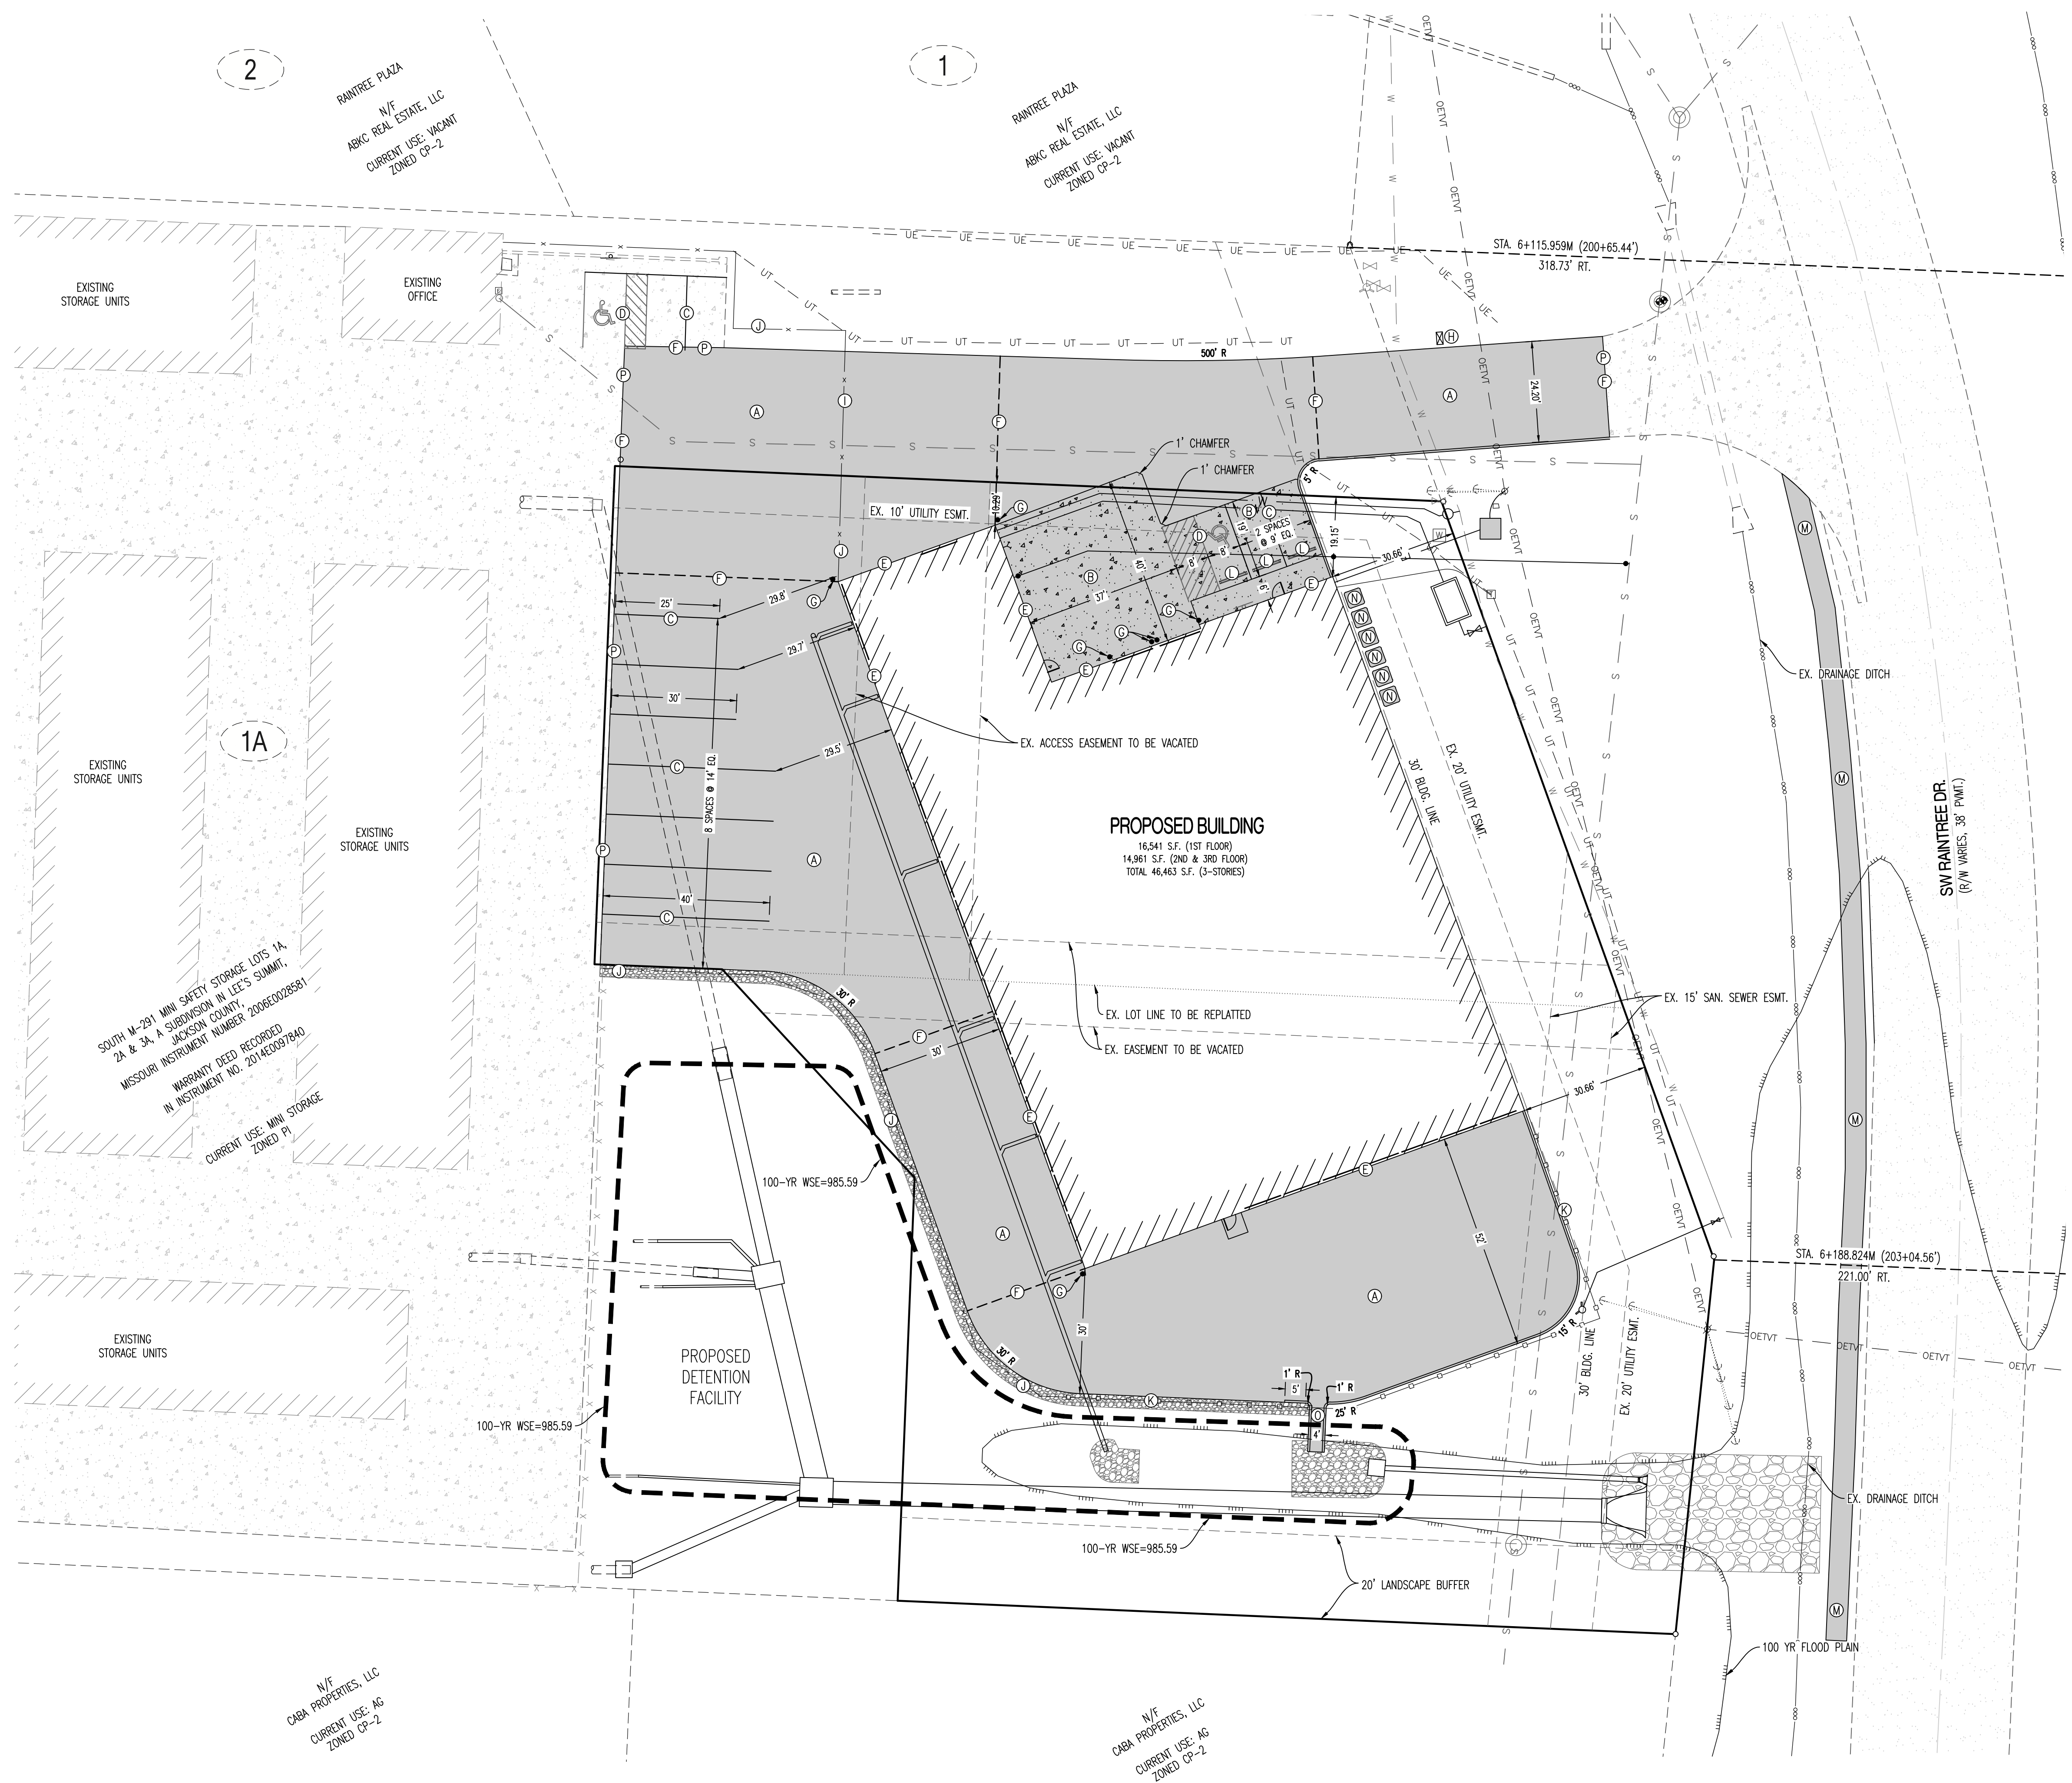 2
RAINTREE PLAZA
N/F
ABKC REAL ESTATE, LLC
CURRENT USE: VACANT
ZONED CP-2
1
RAINTREE PLAZA
N/F
ABKC REAL ESTATE, LLC
CURRENT USE: VACANT
ZONED CP-2
STA. 6+115.959M (200+65.44')
318.73' RT.
EXISTING
STORAGE UNITS
EXISTING
OFFICE
500' R
24.20'
1' CHAMFER
1' CHAMFER
5' R
EX. 10' UTILITY ESMT.
10.29'
19'
2 SPACES
@ 9' EQ.
19.15'
30.66'
8'
8'
40'
37'
6'
25'
29.8'
29.7'
30'
29.5'
8 SPACES @ 14' EQ.
40'
EX. DRAINAGE DITCH
EX. ACCESS EASEMENT TO BE VACATED
EXISTING
STORAGE UNITS
1A
EXISTING
STORAGE UNITS
PROPOSED BUILDING
16,541 S.F. (1ST FLOOR)
14,961 S.F. (2ND & 3RD FLOOR)
TOTAL 46,463 S.F. (3-STORIES)
30' BLDG. LINE
EX. 20' UTILITY ESMT.
SW RAINTREE DR.
(R/W VARIES, 38' PVMT.)
SOUTH M-291 MINI SAFETY STORAGE LOTS 1A,
2A & 3A, A SUBDIVISION IN LEE'S SUMMIT,
JACKSON COUNTY,
MISSOURI INSTRUMENT NUMBER 2006E0028581
WARRANTY DEED RECORDED
IN INSTRUMENT NO. 2014E0097840
CURRENT USE: MINI STORAGE
ZONED PI
30' R
EX. LOT LINE TO BE REPLATTED
EX. 15' SAN. SEWER ESMT.
EX. EASEMENT TO BE VACATED
30'
30.66'
100-YR WSE=985.59
52'
STA. 6+188.824M (203+04.56')
221.00' RT.
EXISTING
STORAGE UNITS
PROPOSED
DETENTION
FACILITY
30' R
30'
15' R
30' BLDG. LINE
EX. 20' UTILITY ESMT.
1' R
5'
1' R
25' R
4'
100-YR WSE=985.59
EX. DRAINAGE DITCH
100-YR WSE=985.59
20' LANDSCAPE BUFFER
100 YR FLOOD PLAIN
N/F
CABA PROPERTIES, LLC
CURRENT USE: AG
ZONED CP-2
N/F
CABA PROPERTIES, LLC
CURRENT USE: AG
ZONED CP-2